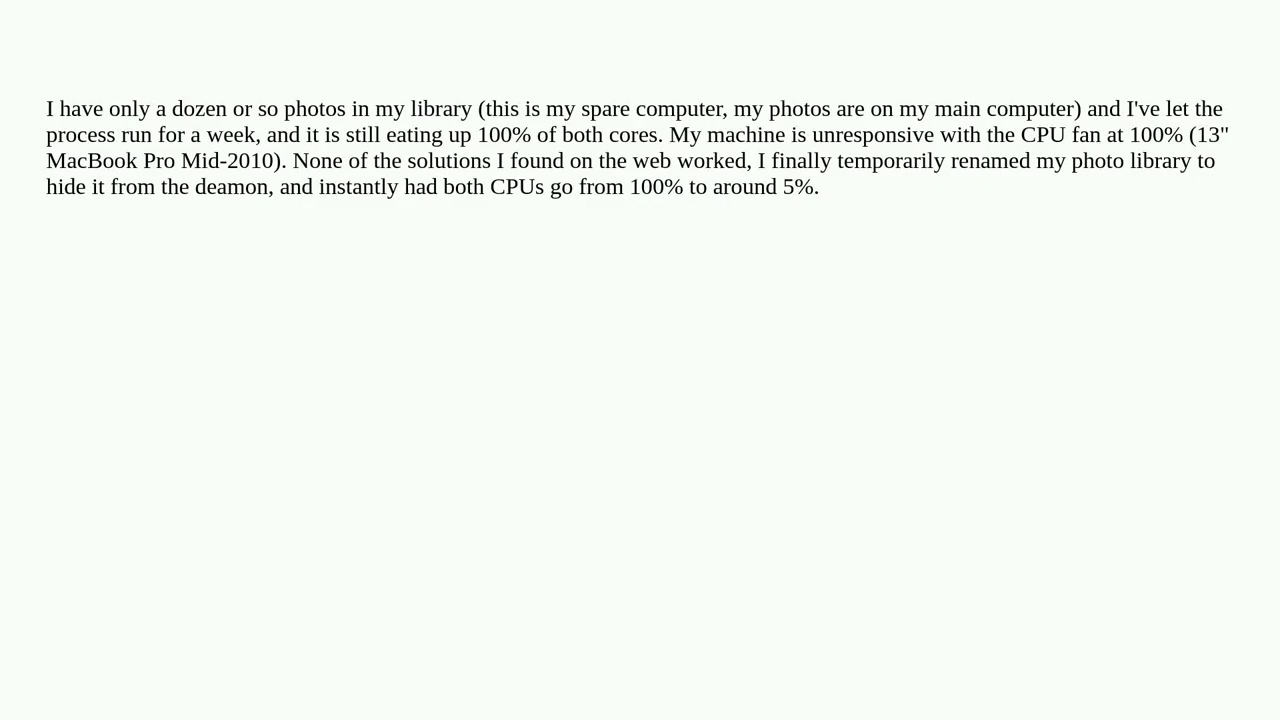 I have only a dozen or so photos in my library (this is my spare computer, my photos are on my main computer) and I've let the
process run for a week, and it is still eating up 100% of both cores. My machine is unresponsive with the CPU fan at 100% (13"
MacBook Pro Mid-2010). None of the solutions I found on the web worked, I finally temporarily renamed my photo library to
hide it from the deamon, and instantly had both CPUs go from 100% to around 5%.